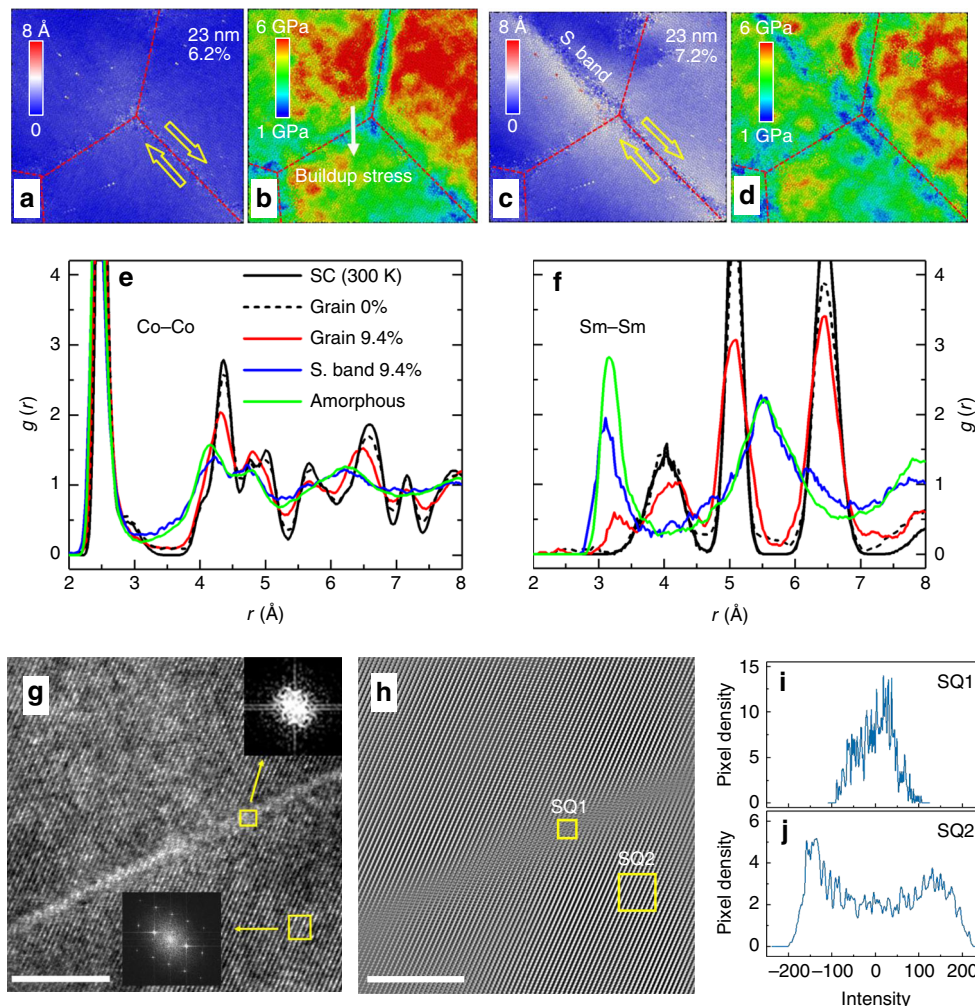 8 Å
0
23 nm
6.2%
a
6 GPa
1 GPa
Buildup stress
b
8 Å
0
S. band
23 nm
7.2%
c
6 GPa
1 GPa
d
e
Co–Co
SC (300 K)
Grain 0%
Grain 9.4%
S. band 9.4%
Amorphous
g (r)
4
3
2
1
0
2 3 4 5 6 7 8
r (Å)
f
Sm–Sm
g (r)
4
3
2
1
0
2 3 4 5 6 7 8
r (Å)
g
h
SQ1
SQ2
i
SQ1
Pixel density
15
10
5
0
j
SQ2
Pixel density
6
4
2
0
−200 −100 0 100 200
Intensity